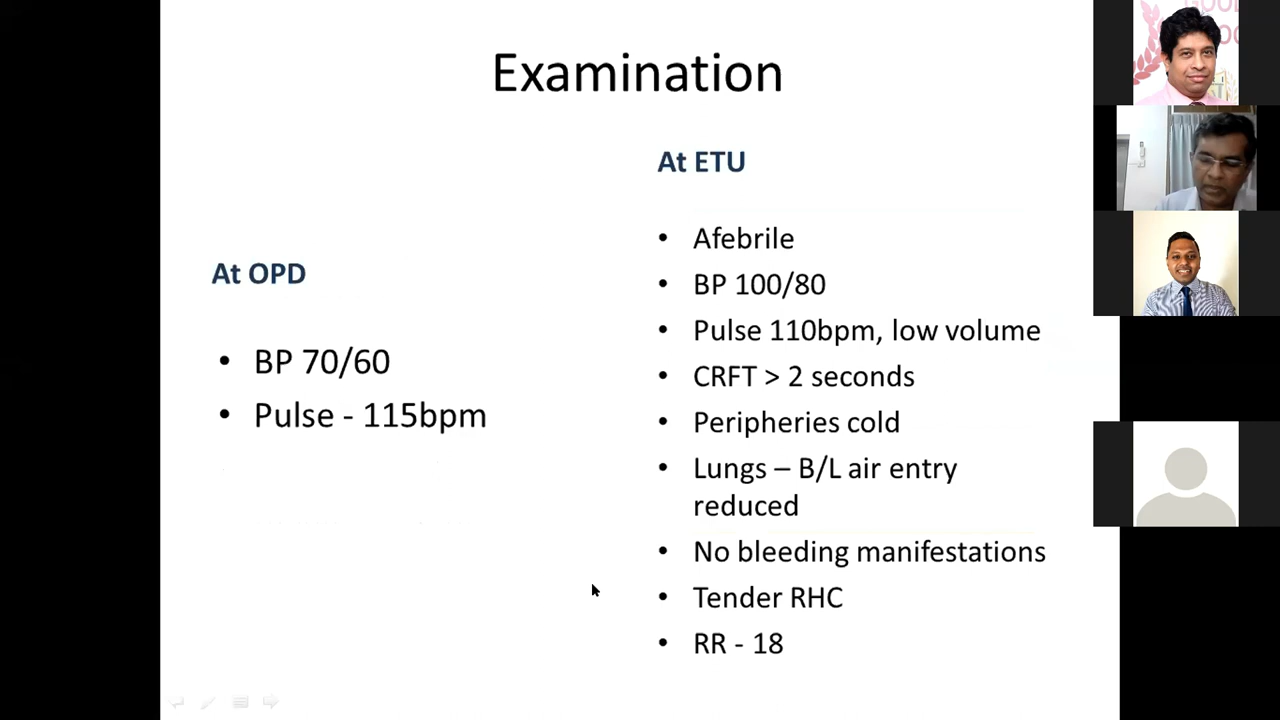 Examination
At OPD
• BP 70/60
• Pulse - 115bpm
At ETU
• Afebrile
• BP 100/80
• Pulse 110bpm, low volume
• CRFT > 2 seconds
• Peripheries cold
• Lungs – B/L air entry
reduced
• No bleeding manifestations
• Tender RHC
• RR - 18